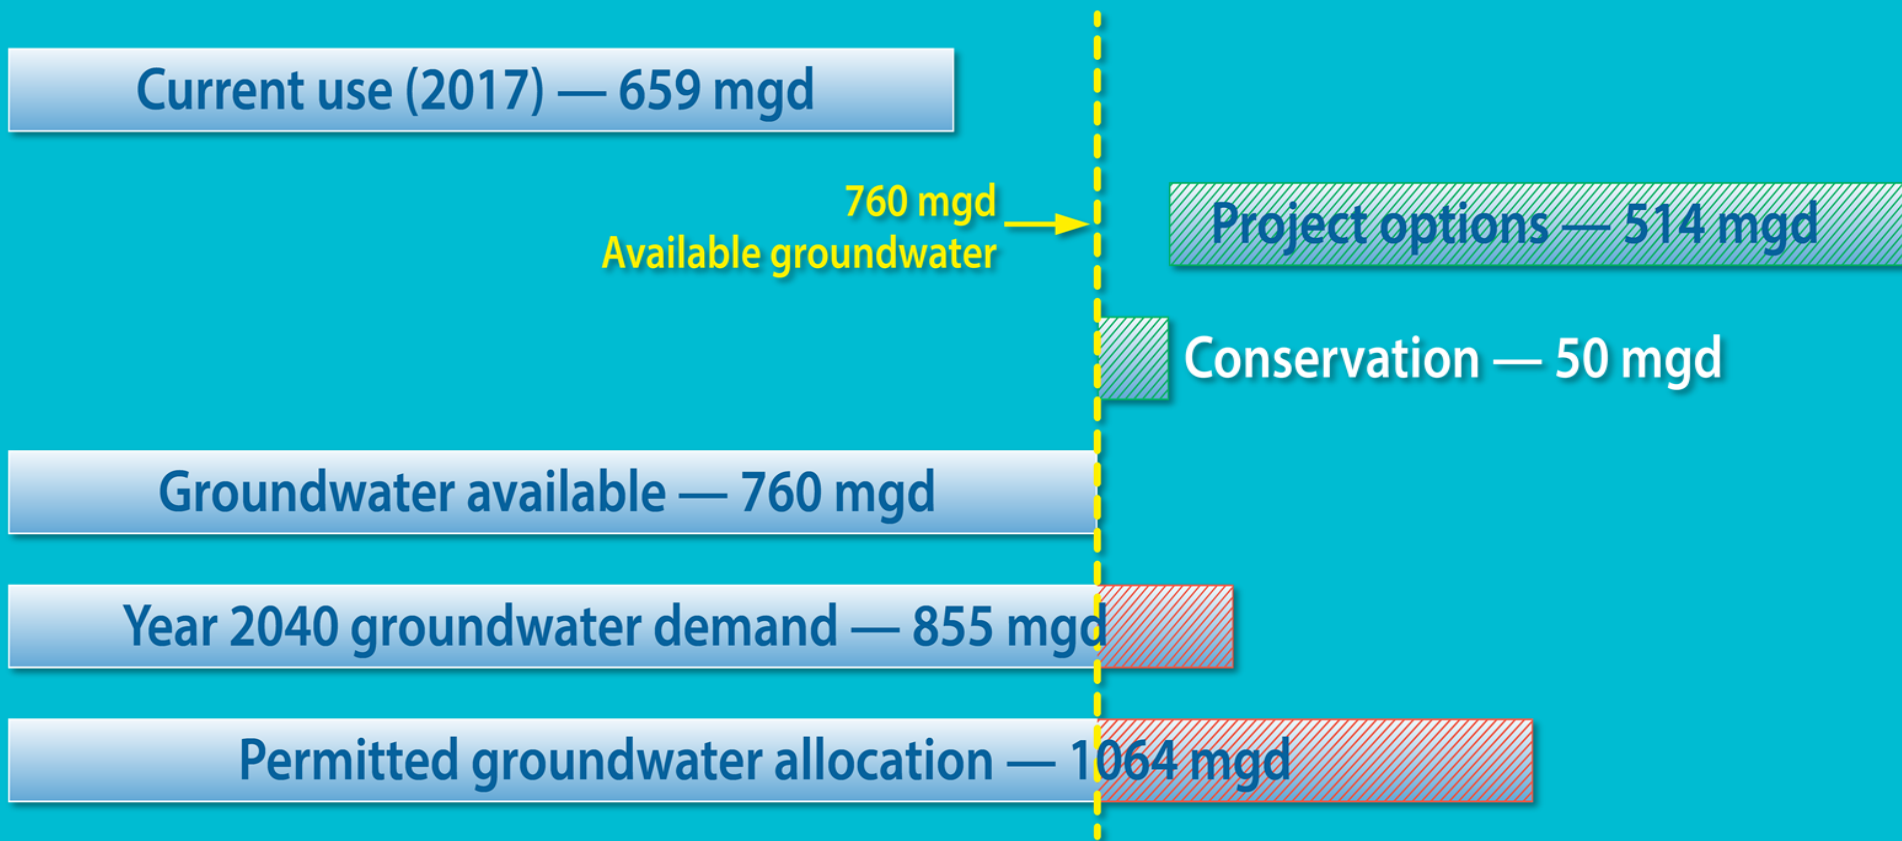 Current use (2017) — 659 mgd
760 mgd
Available groundwater
Project options — 514 mgd
Conservation — 50 mgd
Groundwater available — 760 mgd
Year 2040 groundwater demand — 855 mgd
Permitted groundwater allocation — 1064 mgd